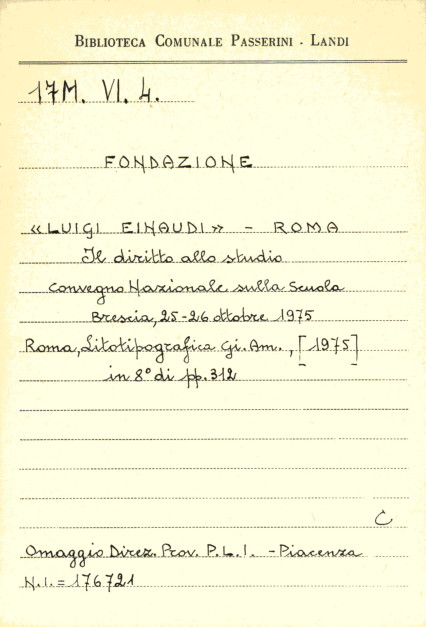 BIBLIOTECA COMUNALE PASSERINI - LANDI
17M. VI. 4.
FONDAZIONE
«LUIGI EINAUDI» - ROMA
Il diritto allo studio
Convegno Nazionale sulla Scuola
Brescia, 25-26 ottobre 1975
Roma, Litotipografica Gi. Am., [1975]
in 8° di pp. 312
C
Omaggio Direz. Prov. P.L.I. - Piacenza
N.I. = 176721